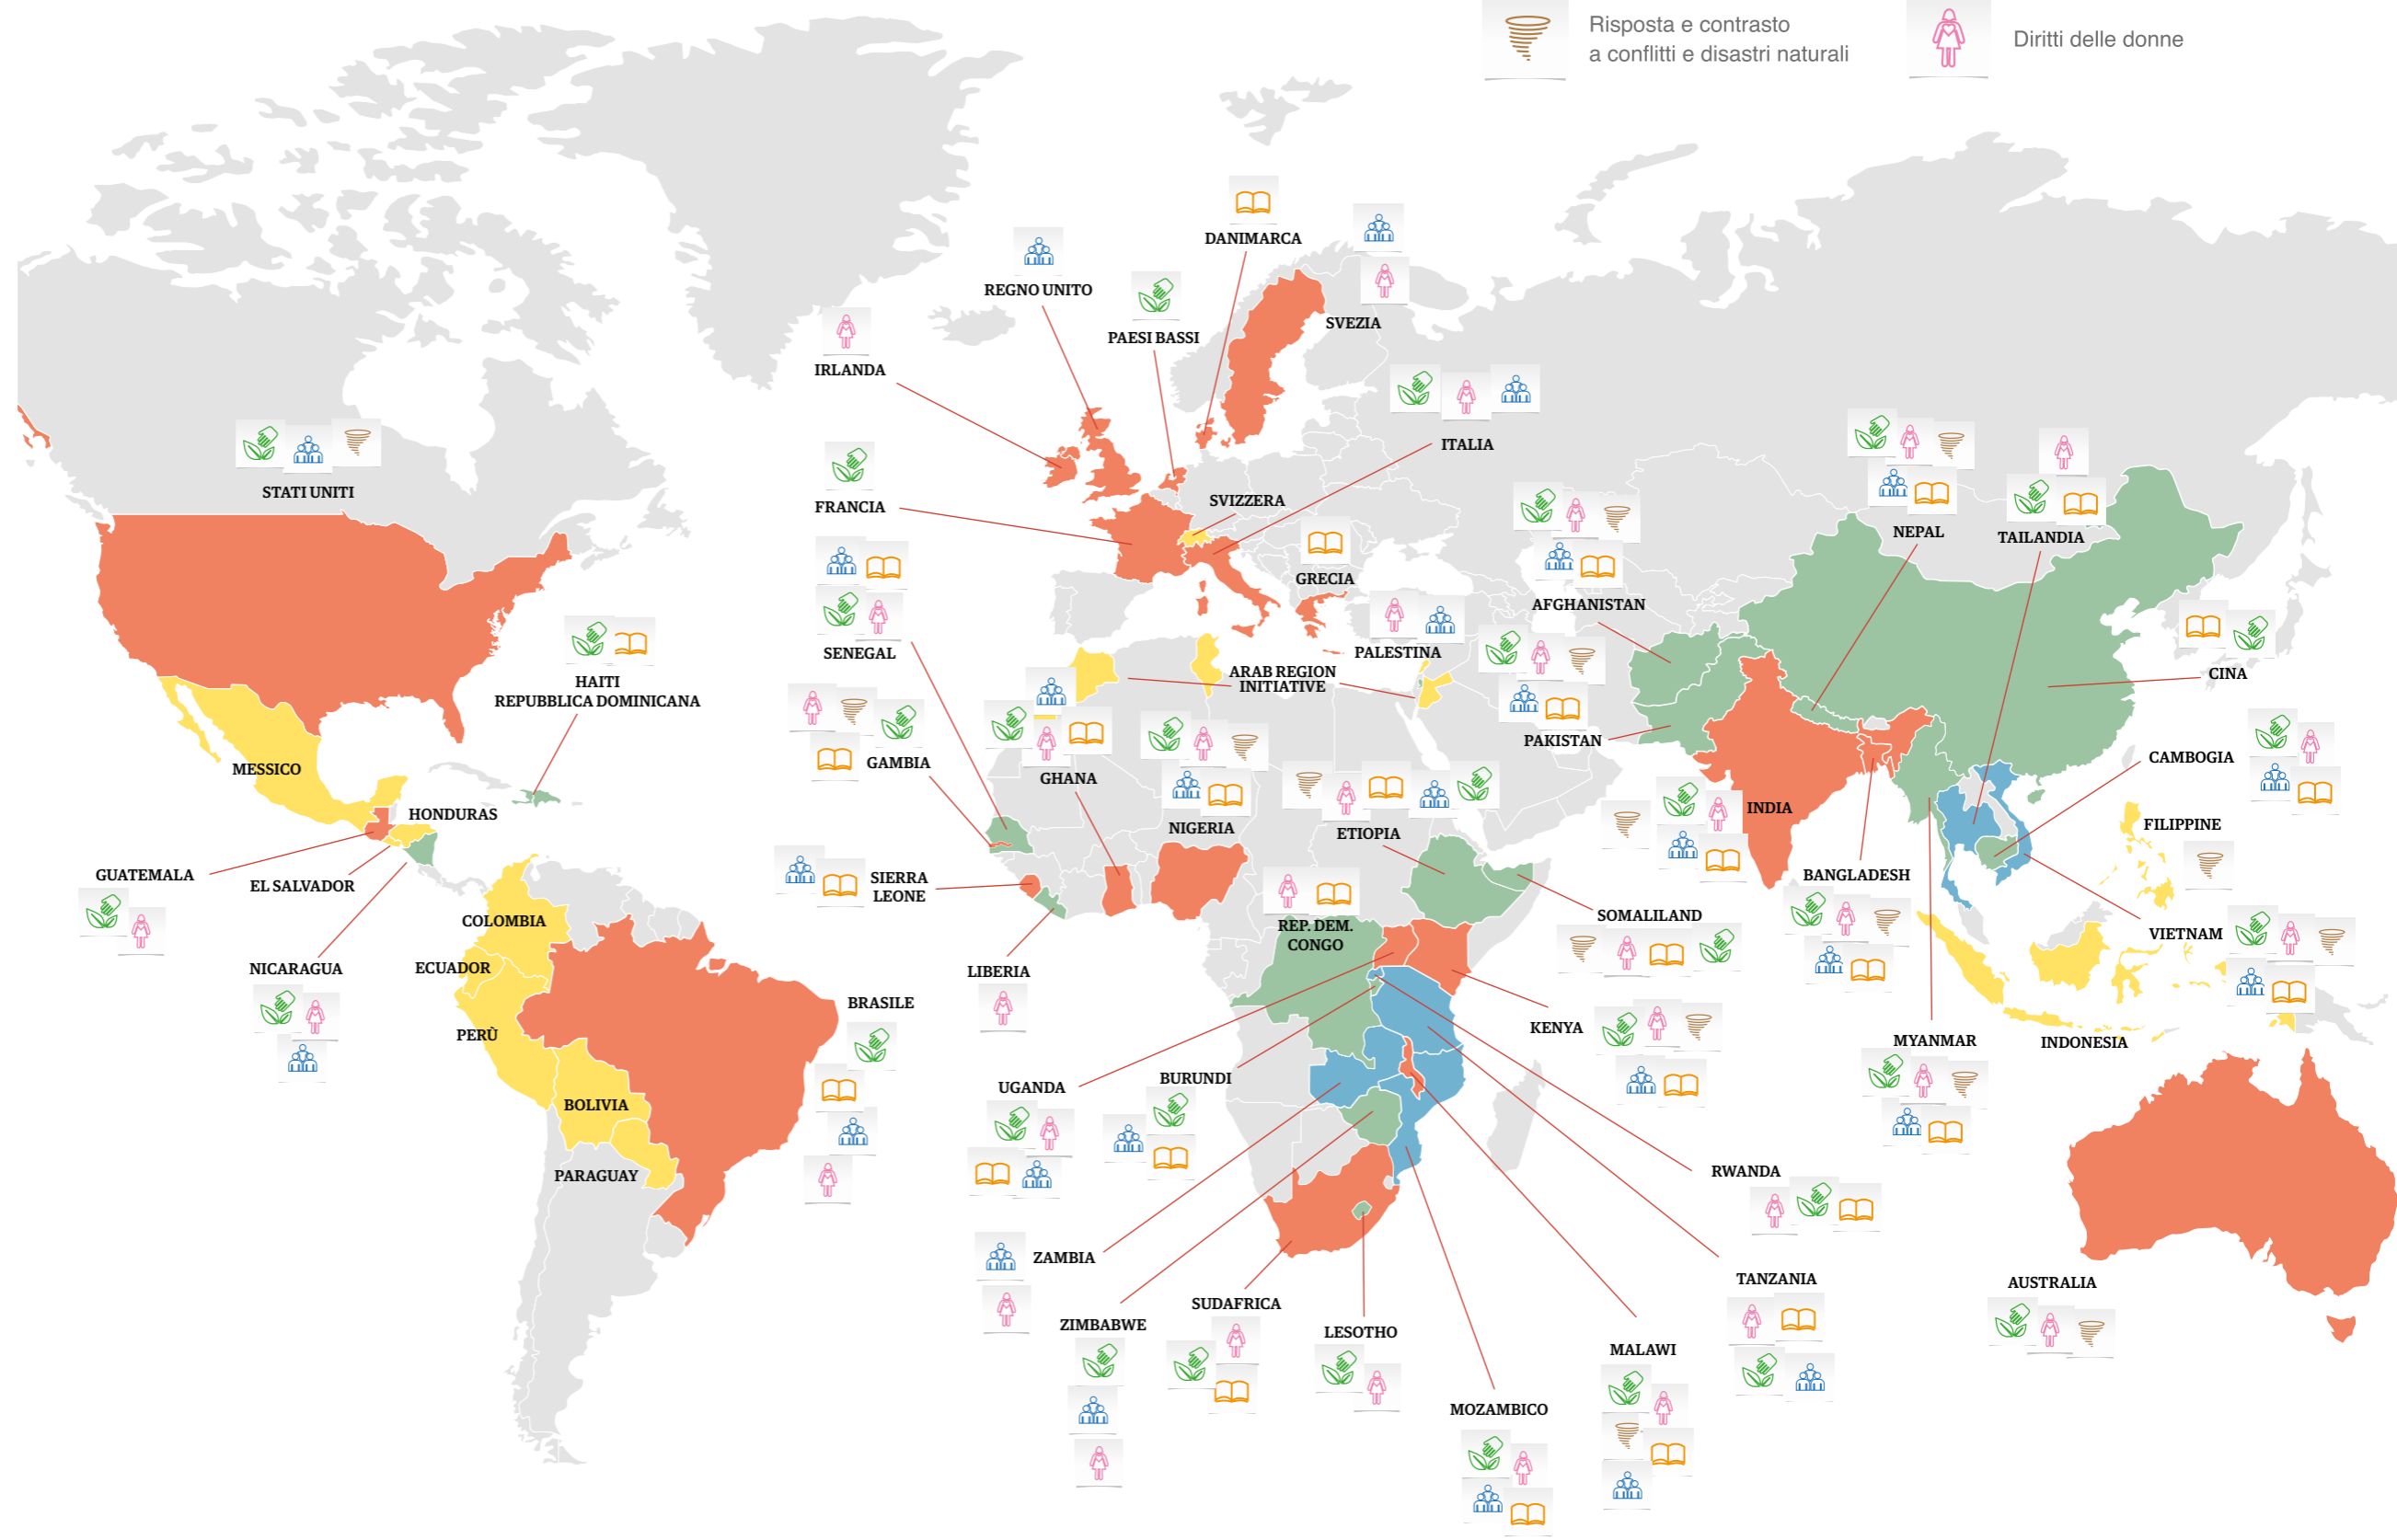 Risposta e contrasto
a conflitti e disastri naturali
Diritti delle donne
DANIMARCA
REGNO UNITO
PAESI BASSI
SVEZIA
IRLANDA
ITALIA
STATI UNITI
SVIZZERA
FRANCIA
NEPAL
TAILANDIA
GRECIA
AFGHANISTAN
SENEGAL
PALESTINA
ARAB REGION
INITIATIVE
CINA
HAITI
REPUBBLICA DOMINICANA
PAKISTAN
MESSICO
GAMBIA
GHANA
CAMBOGIA
HONDURAS
NIGERIA
ETIOPIA
INDIA
FILIPPINE
GUATEMALA
EL SALVADOR
SIERRA
LEONE
BANGLADESH
COLOMBIA
SOMALILAND
REP. DEM.
CONGO
VIETNAM
NICARAGUA
ECUADOR
LIBERIA
BRASILE
PERÙ
KENYA
MYANMAR
INDONESIA
UGANDA
BURUNDI
BOLIVIA
PARAGUAY
RWANDA
ZAMBIA
TANZANIA
AUSTRALIA
SUDAFRICA
ZIMBABWE
LESOTHO
MALAWI
MOZAMBICO